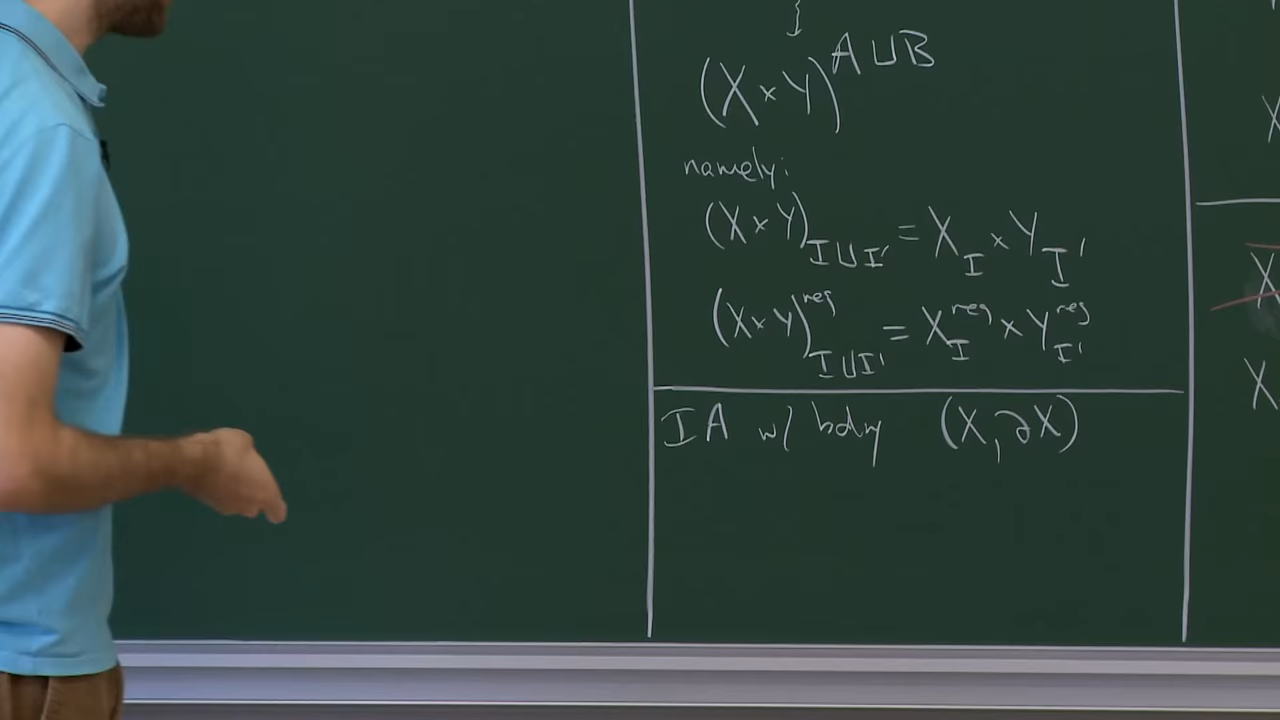 (X × Y)^{A ⊔ B}
namely:
(X × Y)_{I ⊔ I'} = X_I × Y_{I'}
(X × Y)^{reg}_{I ⊔ I'} = X^{reg}_I × Y^{reg}_{I'}
IA w/ bdry (X, ∂X)
X
X
X